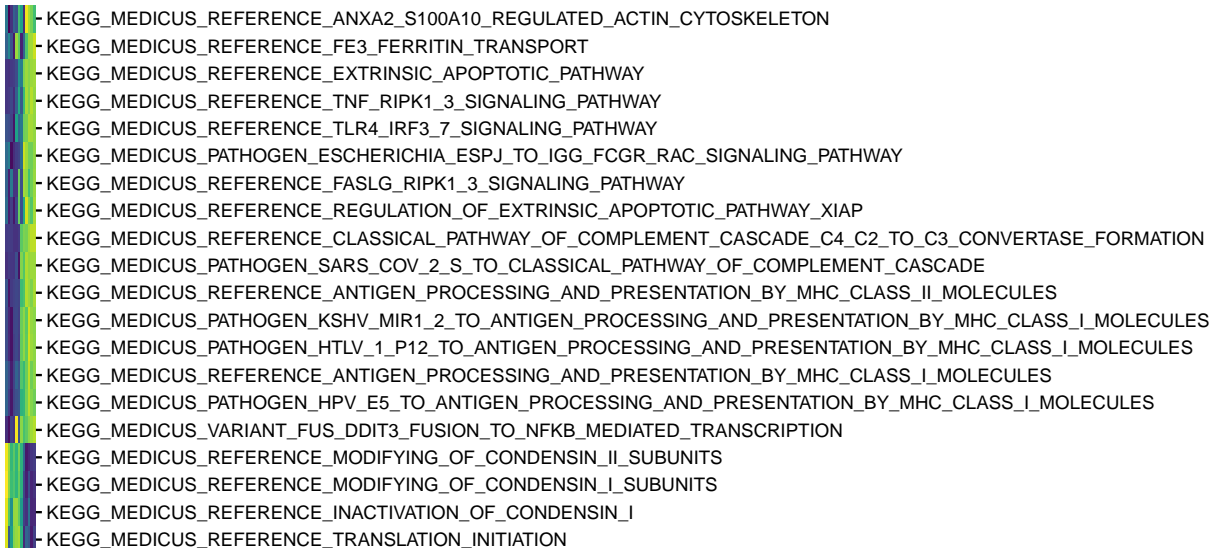 KEGG_MEDICUS_REFERENCE_ANXA2_S100A10_REGULATED_ACTIN_CYTOSKELETON
KEGG_MEDICUS_REFERENCE_FE3_FERRITIN_TRANSPORT
KEGG_MEDICUS_REFERENCE_EXTRINSIC_APOPTOTIC_PATHWAY
KEGG_MEDICUS_REFERENCE_TNF_RIPK1_3_SIGNALING_PATHWAY
KEGG_MEDICUS_REFERENCE_TLR4_IRF3_7_SIGNALING_PATHWAY
KEGG_MEDICUS_PATHOGEN_ESCHERICHIA_ESPJ_TO_IGG_FCGR_RAC_SIGNALING_PATHWAY
KEGG_MEDICUS_REFERENCE_FASLG_RIPK1_3_SIGNALING_PATHWAY
KEGG_MEDICUS_REFERENCE_REGULATION_OF_EXTRINSIC_APOPTOTIC_PATHWAY_XIAP
KEGG_MEDICUS_REFERENCE_CLASSICAL_PATHWAY_OF_COMPLEMENT_CASCADE_C4_C2_TO_C3_CONVERTASE_FORMATION
KEGG_MEDICUS_PATHOGEN_SARS_COV_2_S_TO_CLASSICAL_PATHWAY_OF_COMPLEMENT_CASCADE
KEGG_MEDICUS_REFERENCE_ANTIGEN_PROCESSING_AND_PRESENTATION_BY_MHC_CLASS_II_MOLECULES
KEGG_MEDICUS_PATHOGEN_KSHV_MIR1_2_TO_ANTIGEN_PROCESSING_AND_PRESENTATION_BY_MHC_CLASS_I_MOLECULES
KEGG_MEDICUS_PATHOGEN_HTLV_1_P12_TO_ANTIGEN_PROCESSING_AND_PRESENTATION_BY_MHC_CLASS_I_MOLECULES
KEGG_MEDICUS_REFERENCE_ANTIGEN_PROCESSING_AND_PRESENTATION_BY_MHC_CLASS_I_MOLECULES
KEGG_MEDICUS_PATHOGEN_HPV_E5_TO_ANTIGEN_PROCESSING_AND_PRESENTATION_BY_MHC_CLASS_I_MOLECULES
KEGG_MEDICUS_VARIANT_FUS_DDIT3_FUSION_TO_NFKB_MEDIATED_TRANSCRIPTION
KEGG_MEDICUS_REFERENCE_MODIFYING_OF_CONDENSIN_II_SUBUNITS
KEGG_MEDICUS_REFERENCE_MODIFYING_OF_CONDENSIN_I_SUBUNITS
KEGG_MEDICUS_REFERENCE_INACTIVATION_OF_CONDENSIN_I
KEGG_MEDICUS_REFERENCE_TRANSLATION_INITIATION